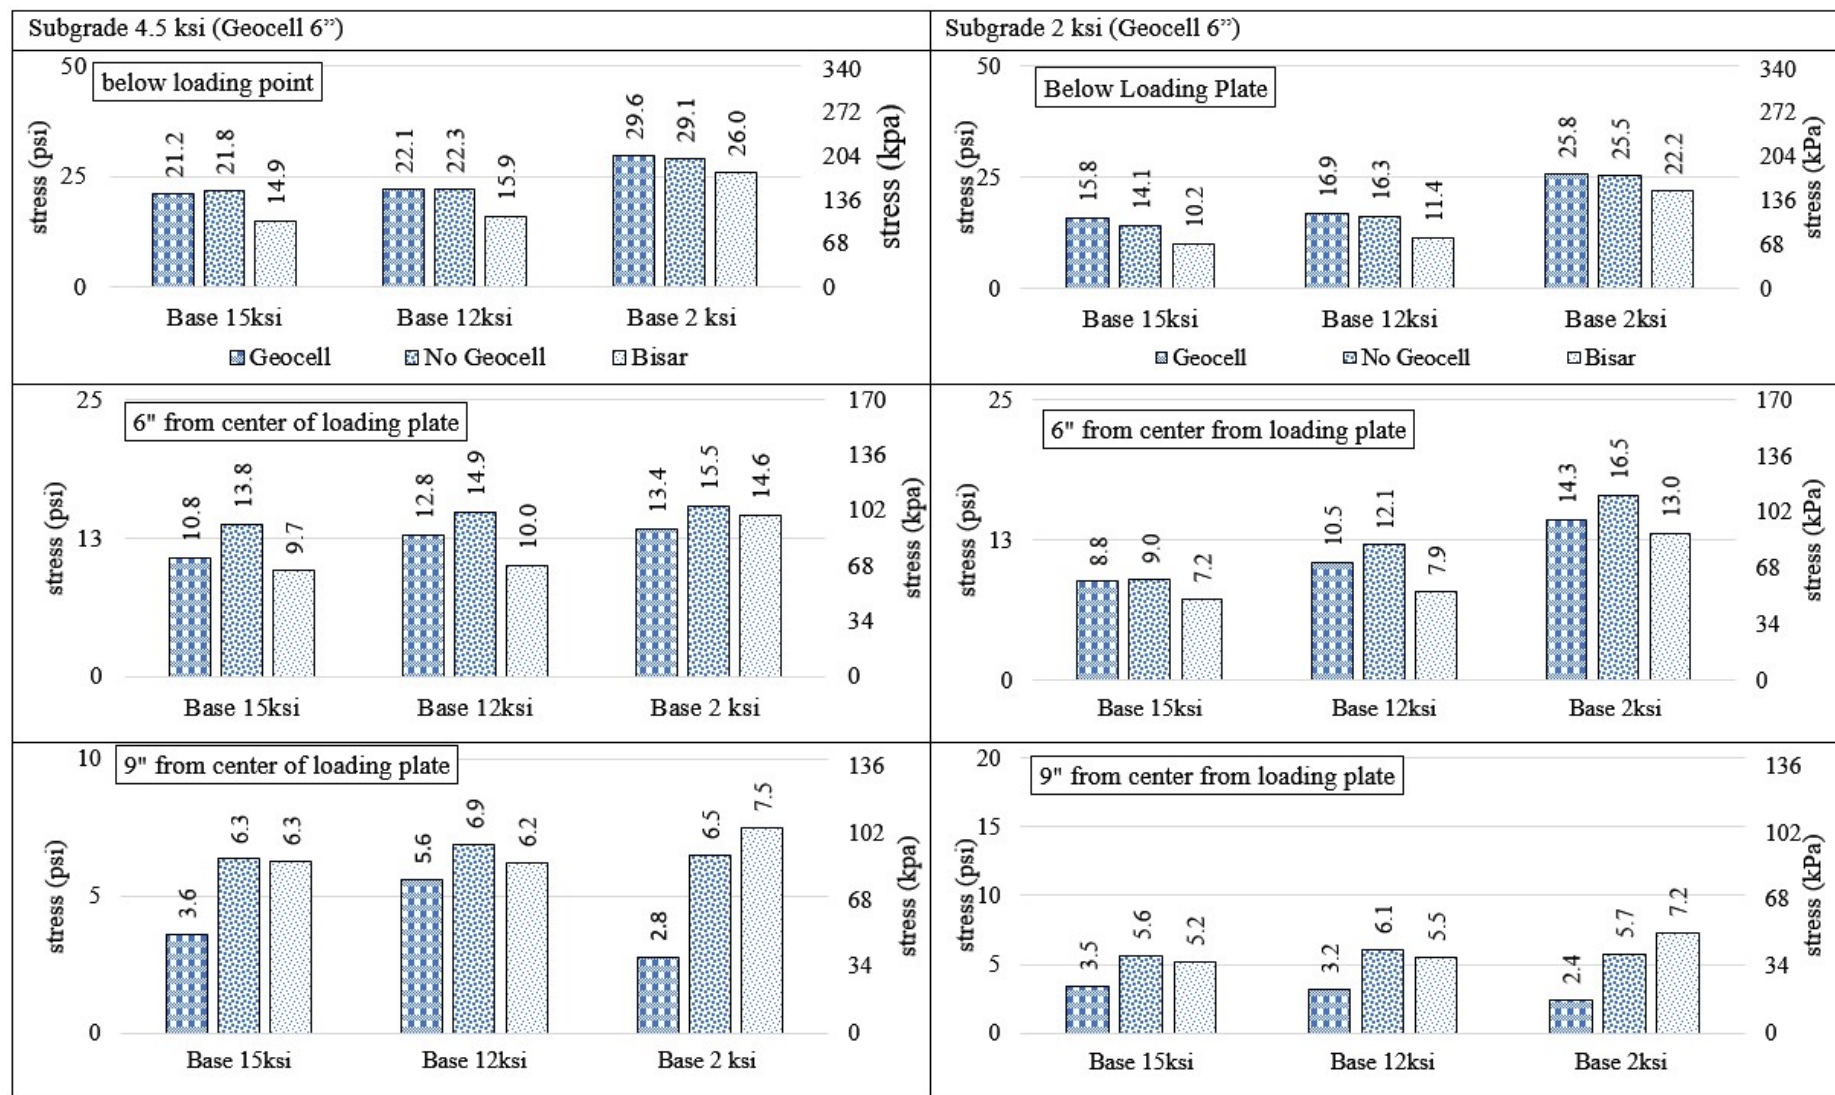 Subgrade 4.5 ksi (Geocell 6”)
below loading point
50
25
0
stress (psi)
21.2
21.8
14.9
22.1
22.3
15.9
29.6
29.1
26.0
340
272
204
136
68
0
stress (kpa)
Base 15ksi
Base 12ksi
Base 2 ksi
Geocell
No Geocell
Bisar
Subgrade 2 ksi (Geocell 6”)
Below Loading Plate
50
25
0
stress (psi)
15.8
14.1
10.2
16.9
16.3
11.4
25.8
25.5
22.2
340
272
204
136
68
0
stress (kPa)
Base 15ksi
Base 12ksi
Base 2ksi
Geocell
No Geocell
Bisar
6" from center of loading plate
25
13
0
stress (psi)
10.8
13.8
9.7
12.8
14.9
10.0
13.4
15.5
14.6
170
136
102
68
34
0
stress (kpa)
Base 15ksi
Base 12ksi
Base 2 ksi
6" from center from loading plate
25
13
0
stress (psi)
8.8
9.0
7.2
10.5
12.1
7.9
14.3
16.5
13.0
170
136
102
68
34
0
stress (kPa)
Base 15ksi
Base 12ksi
Base 2ksi
9" from center of loading plate
10
5
0
stress (psi)
3.6
6.3
6.3
5.6
6.9
6.2
2.8
6.5
7.5
136
102
68
34
0
stress (kpa)
Base 15ksi
Base 12ksi
Base 2 ksi
9" from center from loading plate
20
15
10
5
0
stress (psi)
3.5
5.6
5.2
3.2
6.1
5.5
2.4
5.7
7.2
136
102
68
34
0
stress (kPa)
Base 15ksi
Base 12ksi
Base 2ksi